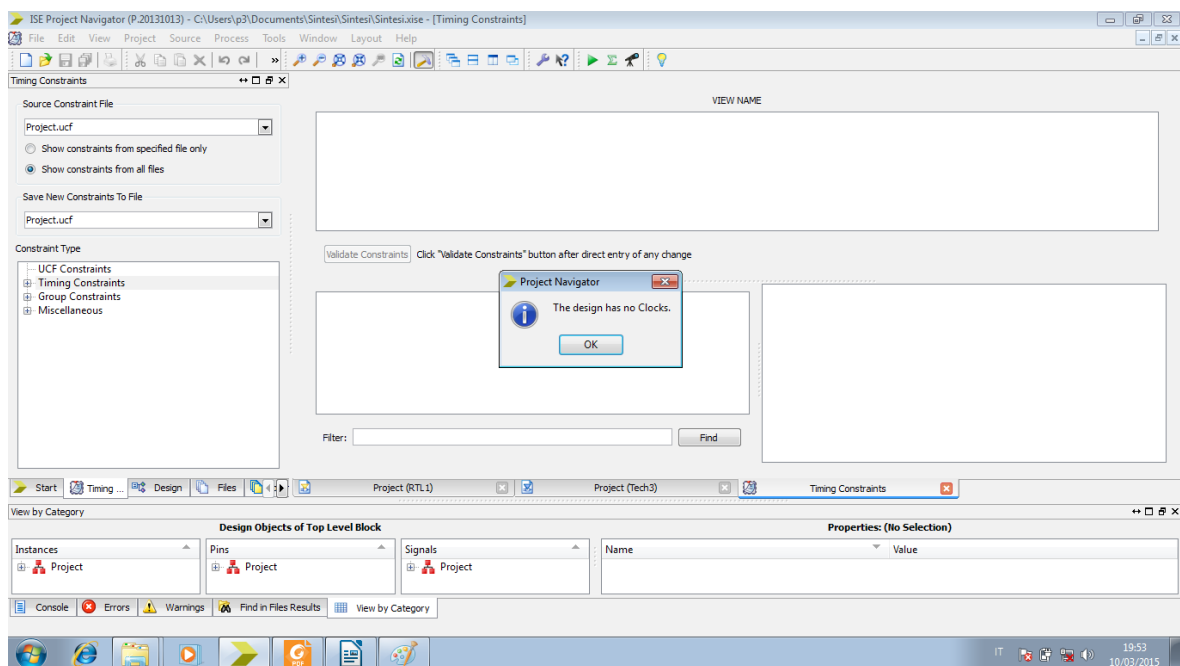 ISE Project Navigator (P.20131013) - C:\Users\p3\Documents\Sintesi\Sintesi\Sintesi.xise - [Timing Constraints]
File Edit View Project Source Process Tools Window Layout Help
Timing Constraints
Source Constraint File
Project.ucf
Show constraints from specified file only
Show constraints from all files
Save New Constraints To File
Project.ucf
Constraint Type
UCF Constraints
Timing Constraints
Group Constraints
Miscellaneous
VIEW NAME
Validate Constraints Click "Validate Constraints" button after direct entry of any change
Project Navigator
The design has no Clocks.
OK
Filter: Find
Start Timing ... Design Files Project (RTL1) Project (Tech3) Timing Constraints
View by Category
Design Objects of Top Level Block Properties: (No Selection)
Instances Pins Signals Name Value
Project Project Project
Console Errors Warnings Find in Files Results View by Category
PDF IT 19:53
10/03/2015